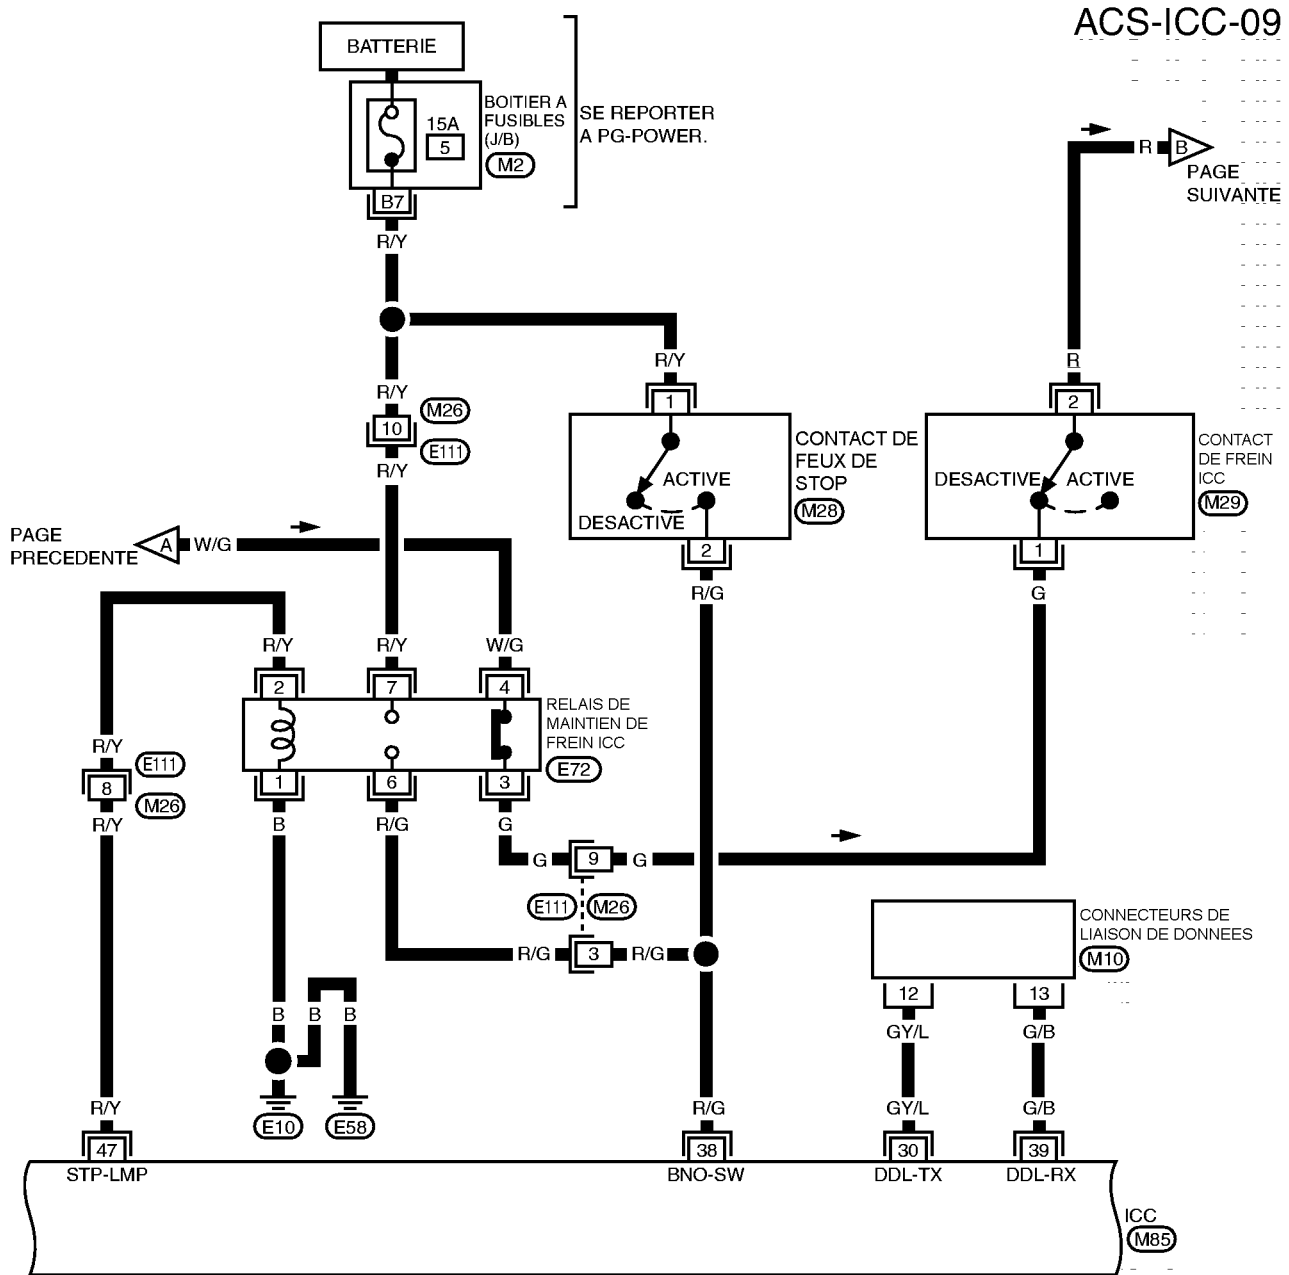 ACS-ICC-09
BATTERIE
15A
5
BOITIER A
FUSIBLES
(J/B)
M2
SE REPORTER
A PG-POWER.
B7
R/Y
R B
PAGE
SUIVANTE
R/Y
R
R/Y
10
M26
E111
R/Y
1
2
CONTACT DE
FEUX DE
STOP
M28
ACTIVE
DESACTIVE
CONTACT
DE FREIN
ICC
M29
DESACTIVE ACTIVE
PAGE
PRECEDENTE
A W/G
2
1
R/G
G
R/Y
R/Y
W/G
2
7
4
RELAIS DE
MAINTIEN DE
FREIN ICC
E72
1
6
3
R/Y
8
E111
M26
R/Y
B
R/G
G
G 9 G
E111
M26
R/G 3 R/G
CONNECTEURS DE
LIAISON DE DONNEES
M10
12
13
GY/L
G/B
B
B
B
R/Y
E10
E58
R/G
GY/L
G/B
47
38
30
39
STP-LMP
BNO-SW
DDL-TX
DDL-RX
ICC
M85